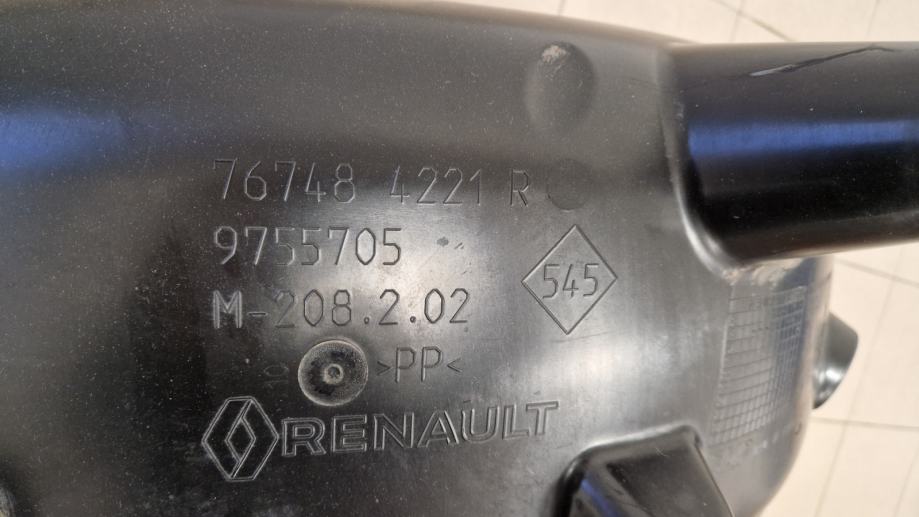 76748 4221 R
9755705
545
M-208.2.02
>PP<
RENAULT